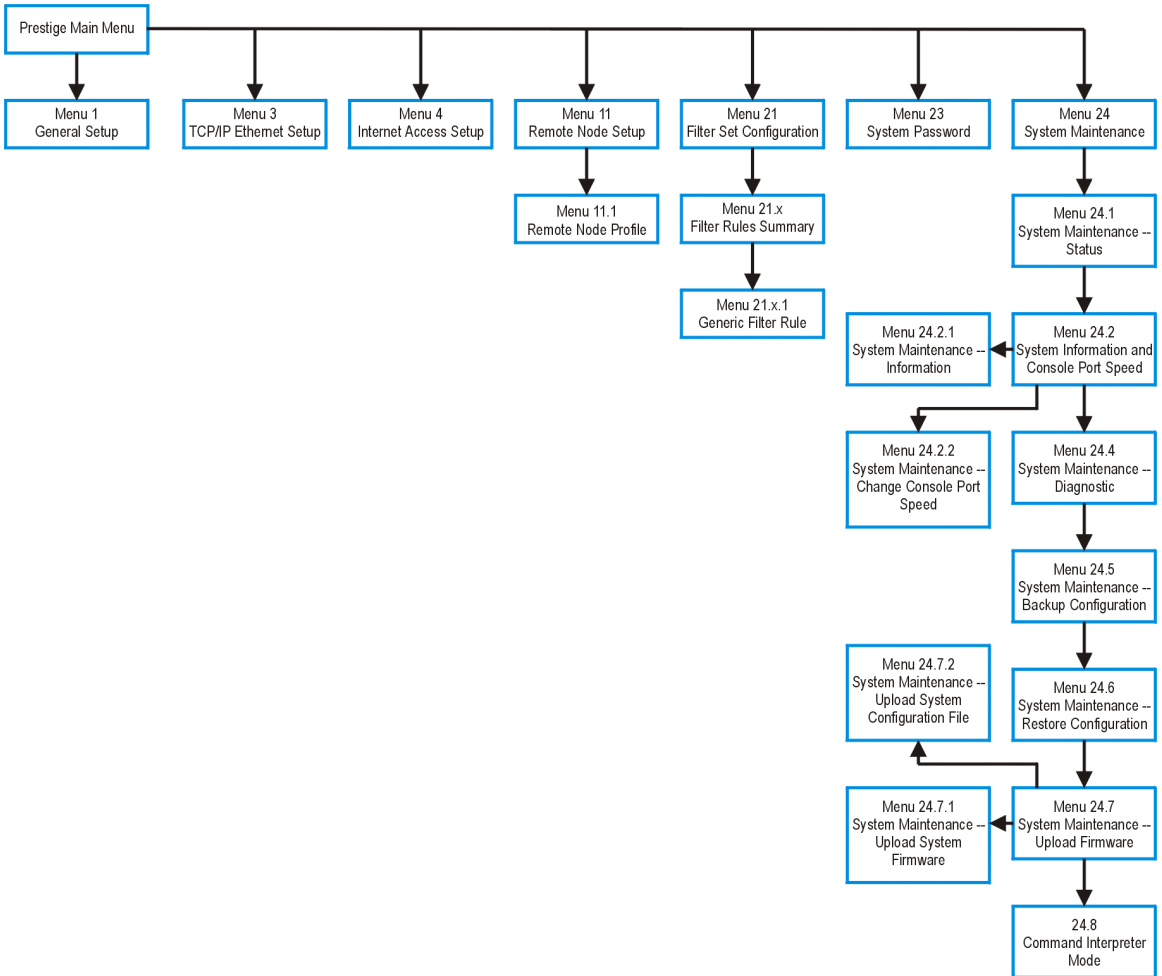 Prestige Main Menu
Menu 1
General Setup
Menu 3
TCP/IP Ethernet Setup
Menu 4
Internet Access Setup
Menu 11
Remote Node Setup
Menu 21
Filter Set Configuration
Menu 23
System Password
Menu 24
System Maintenance
Menu 11.1
Remote Node Profile
Menu 21.x
Filter Rules Summary
Menu 24.1
System Maintenance --
Status
Menu 21.x.1
Generic Filter Rule
Menu 24.2.1
System Maintenance --
Information
Menu 24.2
System Information and
Console Port Speed
Menu 24.2.2
System Maintenance --
Change Console Port
Speed
Menu 24.4
System Maintenance --
Diagnostic
Menu 24.5
System Maintenance --
Backup Configuration
Menu 24.7.2
System Maintenance --
Upload System
Configuration File
Menu 24.6
System Maintenance --
Restore Configuration
Menu 24.7.1
System Maintenance --
Upload System
Firmware
Menu 24.7
System Maintenance --
Upload Firmware
24.8
Command Interpreter
Mode